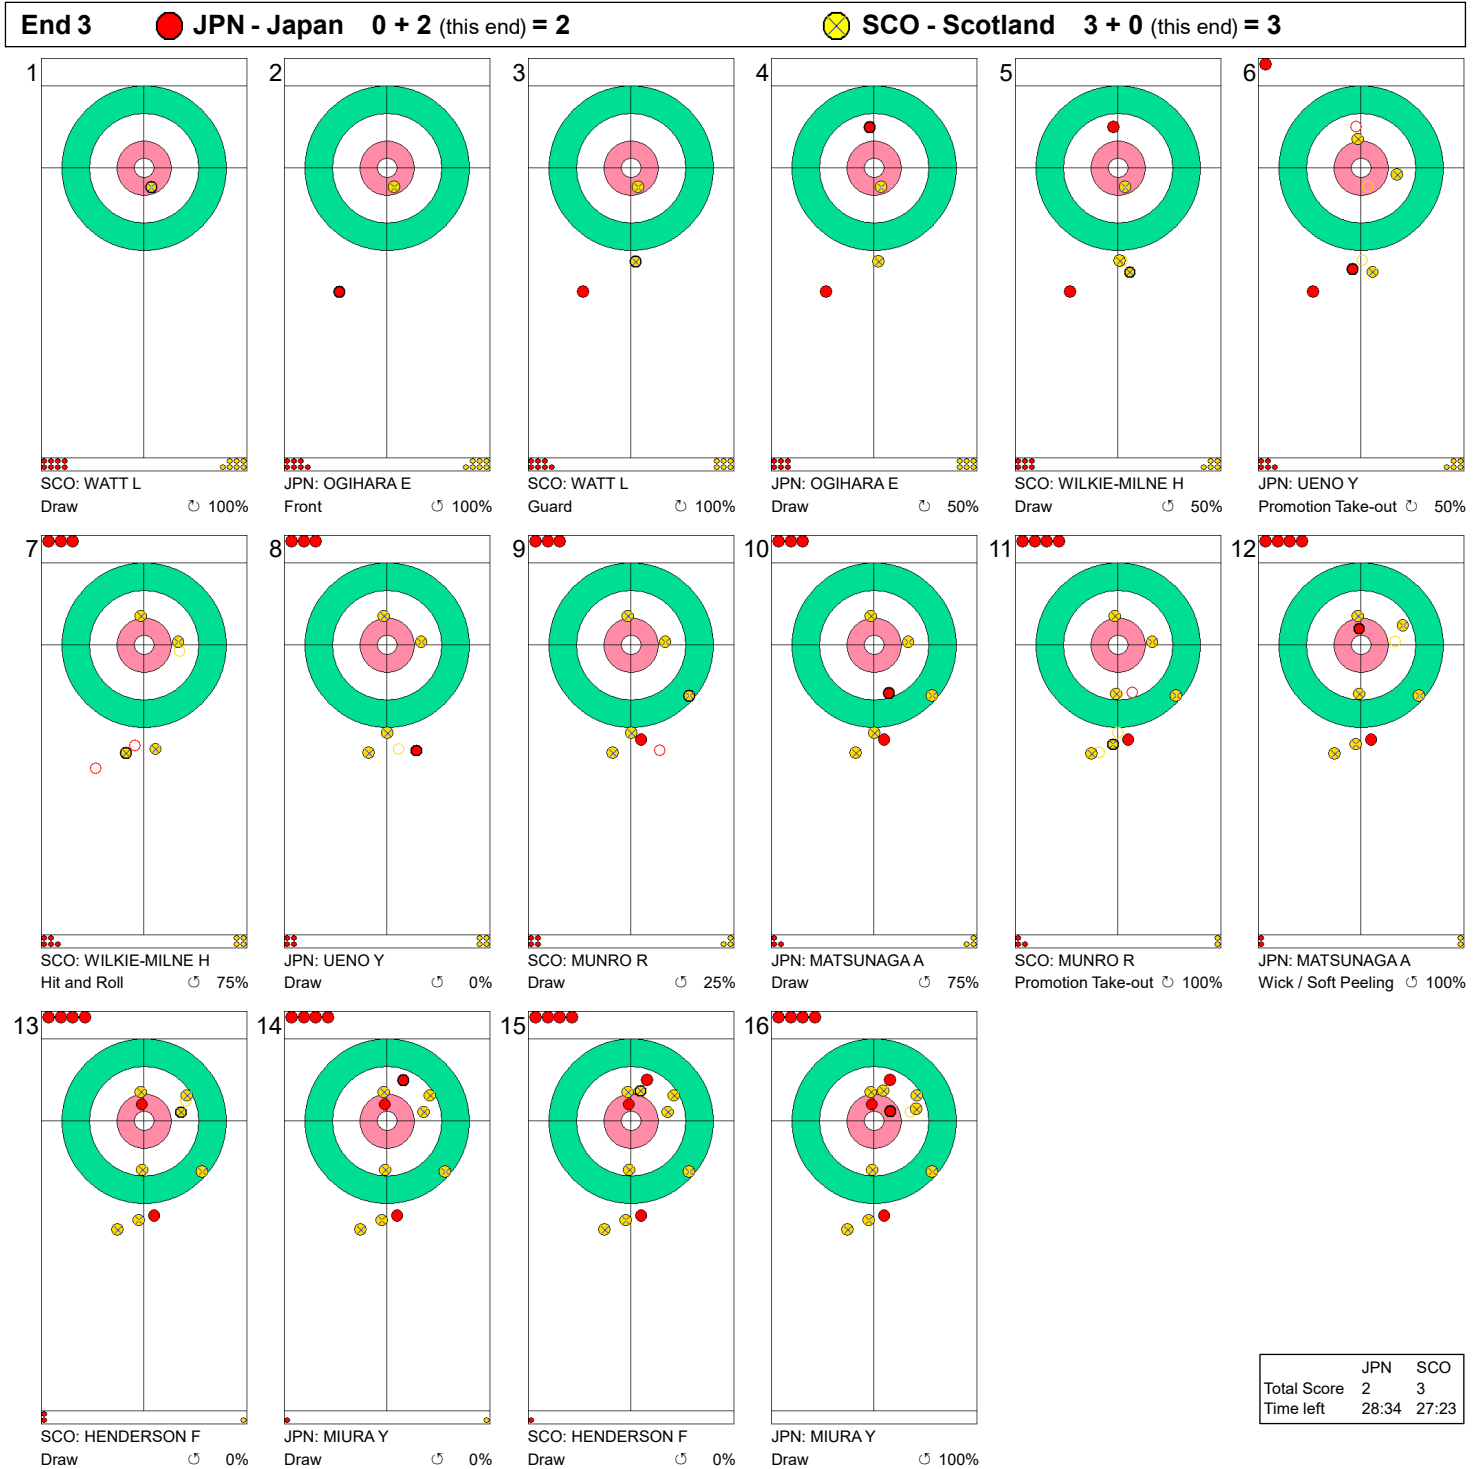 End 3 JPN - Japan 0 + 2 (this end) = 2 SCO - Scotland 3 + 0 (this end) = 3
1 2 3 4 5 6
SCO: WATT L JPN: OGIHARA E SCO: WATT L JPN: OGIHARA E SCO: WILKIE-MILNE H JPN: UENO Y
Draw ↻ 100% Front ↻ 100% Guard ↻ 100% Draw ↻ 50% Draw ↺ 50% Promotion Take-out ↻ 50%
7 8 9 10 11 12
SCO: WILKIE-MILNE H JPN: UENO Y SCO: MUNRO R JPN: MATSUNAGA A SCO: MUNRO R JPN: MATSUNAGA A
Hit and Roll ↺ 75% Draw ↺ 0% Draw ↺ 25% Draw ↺ 75% Promotion Take-out ↻ 100% Wick / Soft Peeling ↺ 100%
13 14 15 16
SCO: HENDERSON F JPN: MIURA Y SCO: HENDERSON F JPN: MIURA Y
Draw ↺ 0% Draw ↺ 0% Draw ↺ 0% Draw ↺ 100%
JPN SCO
Total Score 2 3
Time left 28:34 27:23